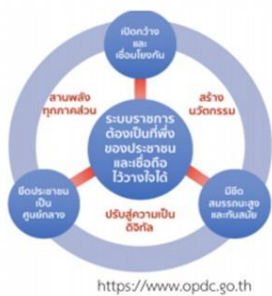 เปิดกว้าง
และ
เชื่อมโยงกัน
สานพลัง
ทุกภาคส่วน
สร้าง
นวัตกรรม
ระบบราชการ
ต้องเป็นที่พึ่ง
ของประชาชน
และเชื่อถือ
ไว้วางใจได้
ยึดประชาชน
เป็น
ศูนย์กลาง
ปรับสู่ความเป็น
ดิจิทัล
มีขีด
สมรรถนะสูง
และทันสมัย
https://www.opdc.go.th